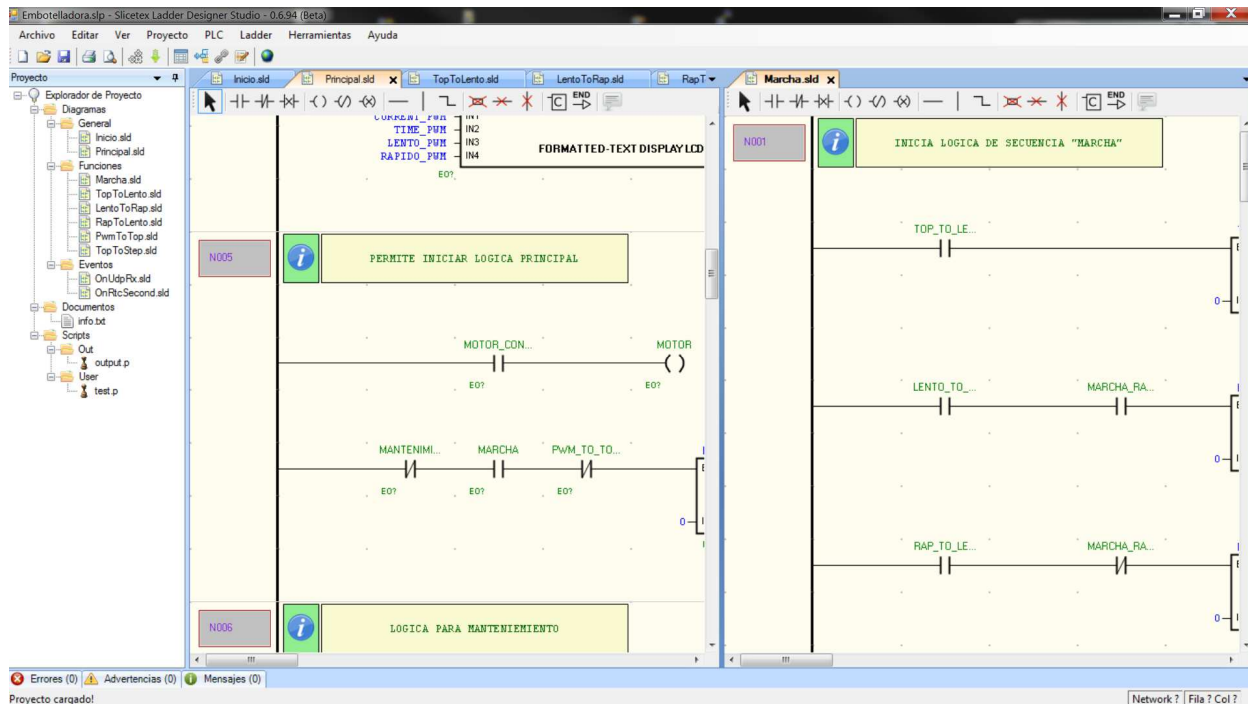 Embotelladora.slp - Slicetex Ladder Designer Studio - 0.6.94 (Beta)
Archivo Editar Ver Proyecto PLC Ladder Herramientas Ayuda
Proyecto
Explorador de Proyecto
Diagramas
General
Inicio.sld
Principal.sld
Funciones
Marcha.sld
TopToLento.sld
LentoToRap.sld
RapToLento.sld
PwmToTop.sld
TopToStep.sld
Eventos
OnUdpRx.sld
OnRtcSecond.sld
Documentos
info.txt
Scripts
Out
output.p
User
test.p
Inicio.sld Principal.sld x TopToLento.sld LentoToRap.sld RapT
C END
CURRENT_PWM IN1
TIME_PWM IN2
LENTO_PWM IN3
RAPIDO_PWM IN4
FORMATTED-TEXT DISPLAY LCD
E0?
N005
PERMITE INICIAR LOGICA PRINCIPAL
MOTOR_CON... MOTOR
E0? E0?
MANTENIMI... MARCHA PWM_TO_TO...
E0? E0? E0?
0
N006
LOGICA PARA MANTENIEMIENTO
Marcha.sld x
C END
N001
INICIA LOGICA DE SECUENCIA "MARCHA"
TOP_TO_LE...
0
LENTO_TO_... MARCHA_RA...
0
RAP_TO_LE... MARCHA_RA...
0
Errores (0) Advertencias (0) Mensajes (0)
Proyecto cargado!
Network ? Fila ? Col ?